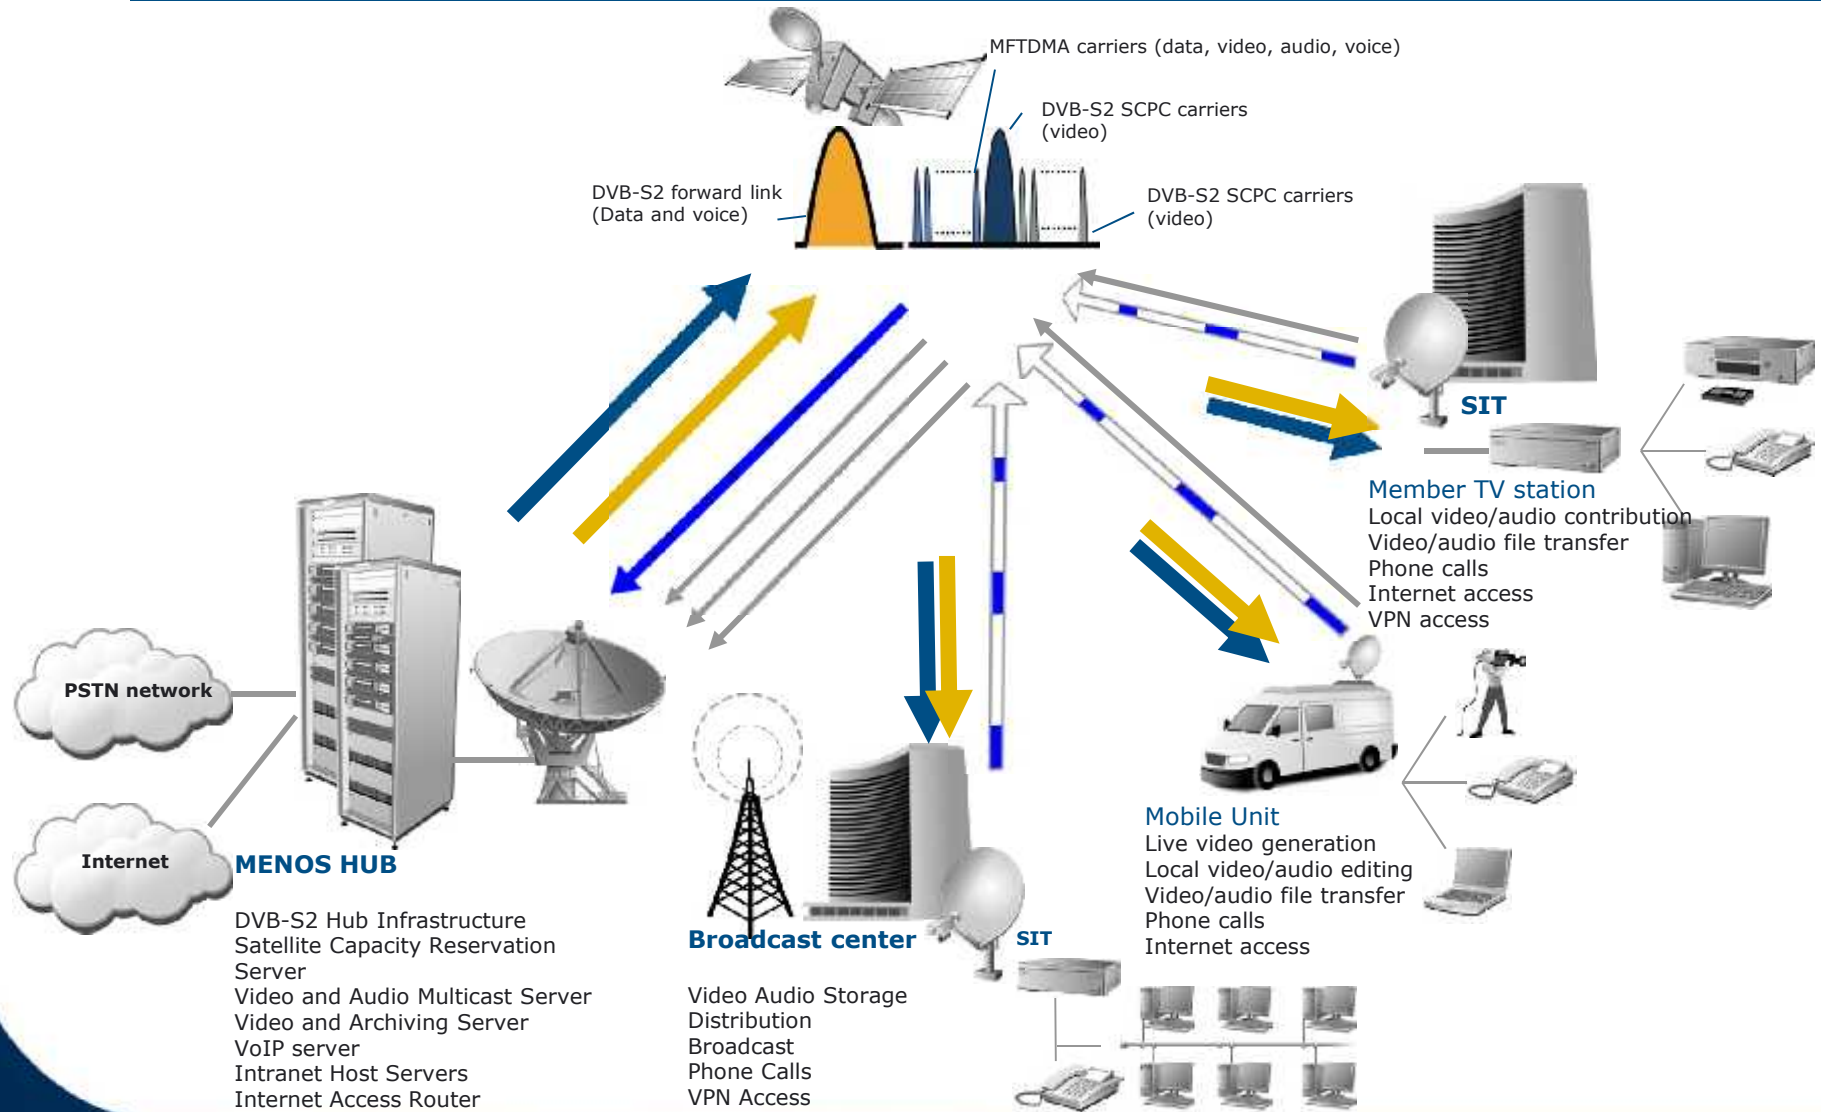 MFTDMA carriers (data, video, audio, voice)
DVB-S2 SCPC carriers
(video)
DVB-S2 forward link
(Data and voice)
DVB-S2 SCPC carriers
(video)
SIT
Member TV station
Local video/audio contribution
Video/audio file transfer
Phone calls
Internet access
VPN access
PSTN network
Internet
MENOS HUB
DVB-S2 Hub Infrastructure
Satellite Capacity Reservation
Server
Video and Audio Multicast Server
Video and Archiving Server
VoIP server
Intranet Host Servers
Internet Access Router
Broadcast center
SIT
Video Audio Storage
Distribution
Broadcast
Phone Calls
VPN Access
Mobile Unit
Live video generation
Local video/audio editing
Video/audio file transfer
Phone calls
Internet access